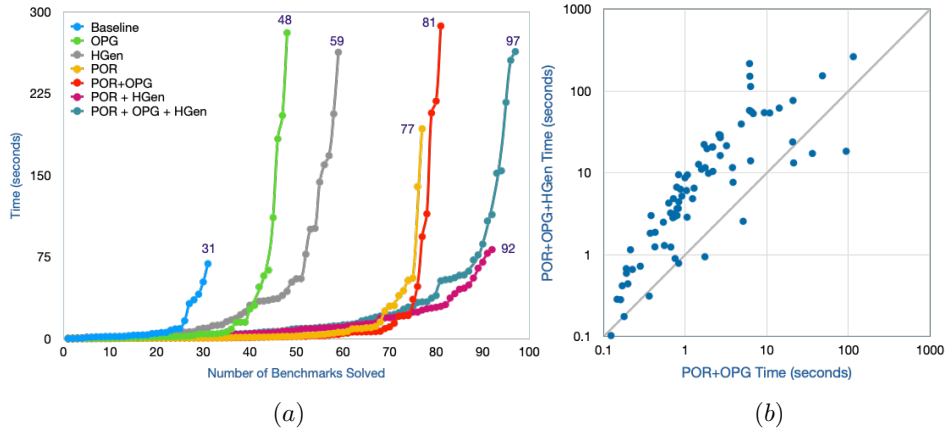 300
225
150
75
0
Time (seconds)
Baseline
OPG
HGen
POR
POR+OPG
POR + HGen
POR + OPG + HGen
31
48
59
77
81
97
92
0 10 20 30 40 50 60 70 80 90 100
Number of Benchmarks Solved
(a)
1000
100
10
1
0.1
POR+OPG+HGen Time (seconds)
0.1 1 10 100 1000
POR+OPG Time (seconds)
(b)